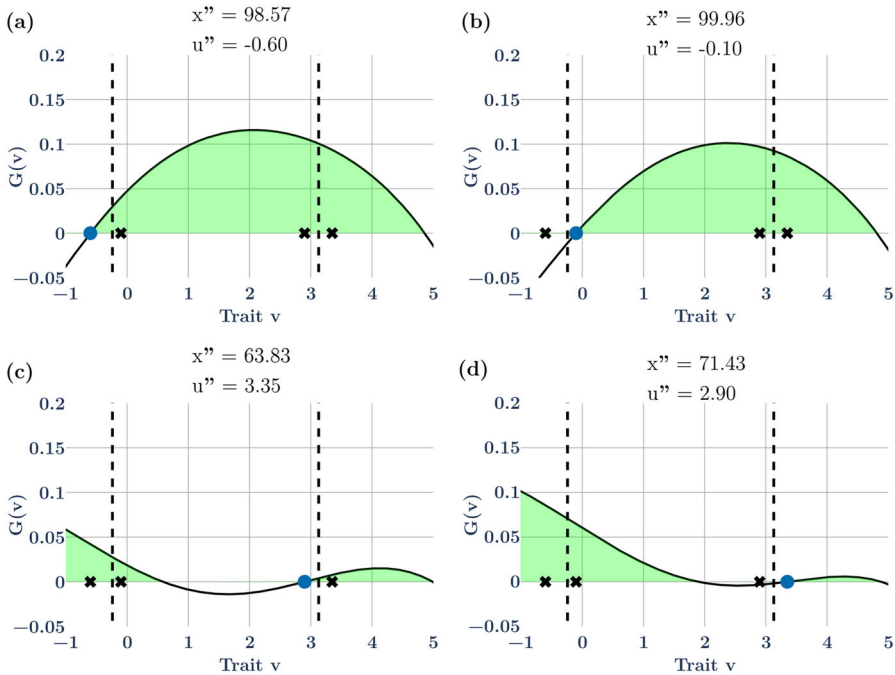 (a)
x” = 98.57
u” = -0.60
0.2
0.15
0.1
0.05
0
−0.05
G(v)
−1 0 1 2 3 4 5
Trait v
(b)
x” = 99.96
u” = -0.10
0.2
0.15
0.1
0.05
0
−0.05
G(v)
−1 0 1 2 3 4 5
Trait v
(c)
x” = 63.83
u” = 3.35
0.2
0.15
0.1
0.05
0
−0.05
G(v)
−1 0 1 2 3 4 5
Trait v
(d)
x” = 71.43
u” = 2.90
0.2
0.15
0.1
0.05
0
−0.05
G(v)
−1 0 1 2 3 4 5
Trait v